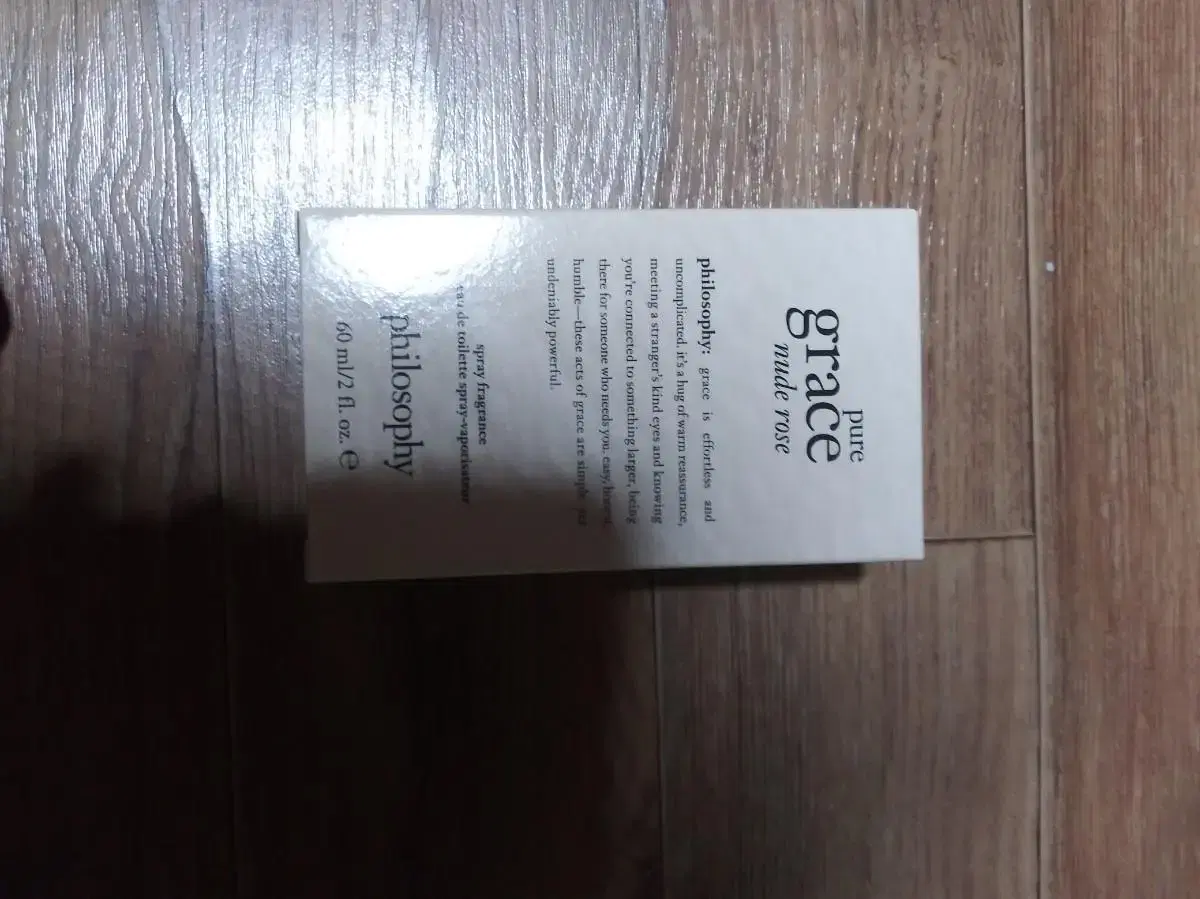 pure
grace
nude rose
philosophy: grace is effortless and
uncomplicated. it's a hug of warm reassurance,
meeting a stranger's kind eyes and knowing
you're connected to something larger, being
there for someone who needs you. easy, honest,
humble—these acts of grace are simple yet
undeniably powerful.
spray fragrance
eau de toilette spray-vaporisateur
philosophy
60 ml/2 fl. oz. ℮